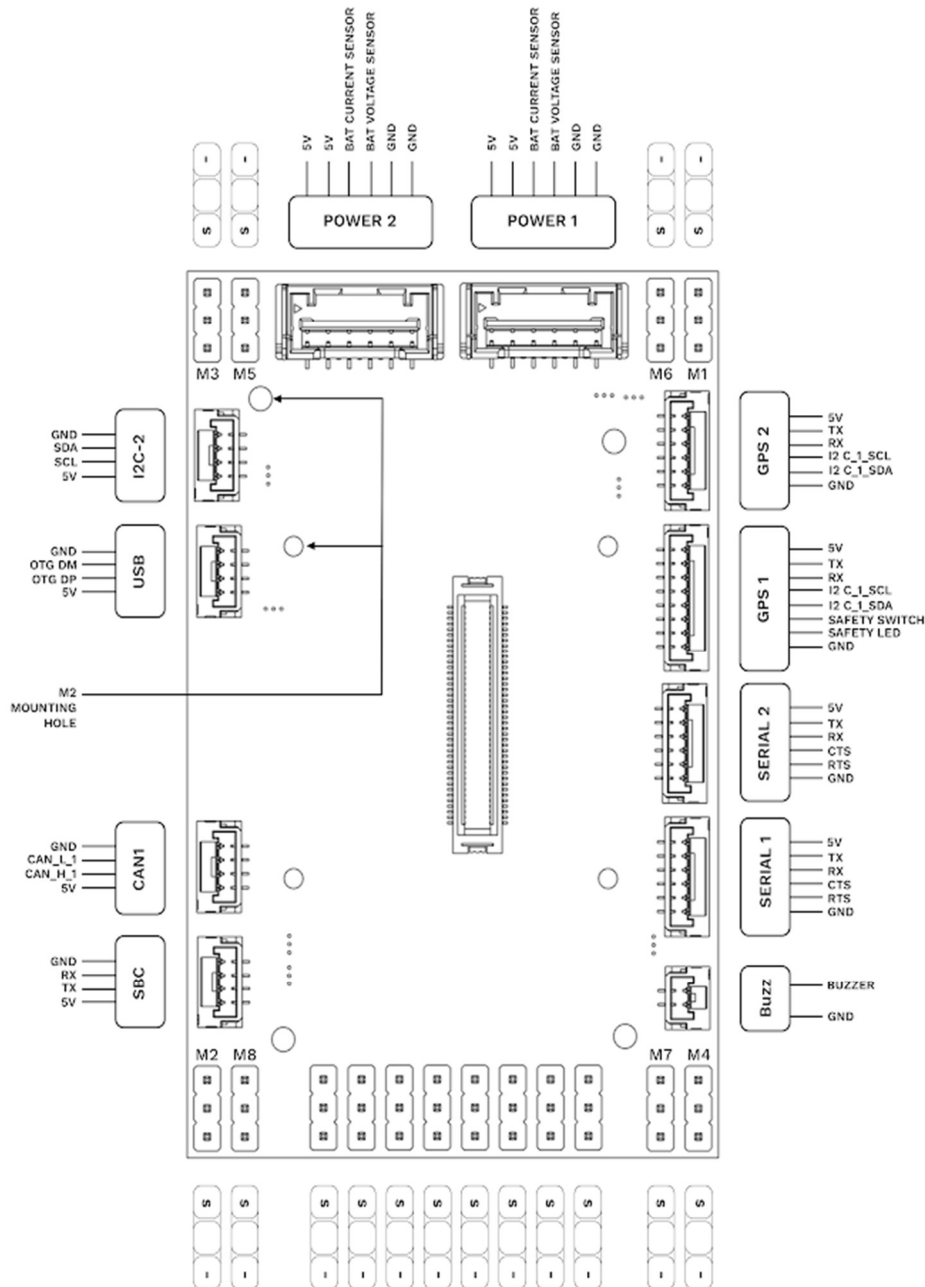 5V
5V
BAT CURRENT SENSOR
BAT VOLTAGE SENSOR
GND
GND
5V
5V
BAT CURRENT SENSOR
BAT VOLTAGE SENSOR
GND
GND
- - - -
POWER 2
POWER 1
S S S S
M3 M5
M6 M1
GND
SDA
SCL
5V
I2C-2
GPS 2
5V
TX
RX
I2 C_1_SCL
I2 C_1_SDA
GND
GND
OTG DM
OTG DP
5V
USB
GPS 1
5V
TX
RX
I2 C_1_SCL
I2 C_1_SDA
SAFETY SWITCH
SAFETY LED
GND
M2
MOUNTING
HOLE
SERIAL 2
5V
TX
RX
CTS
RTS
GND
GND
CAN_L_1
CAN_H_1
5V
CAN1
SERIAL 1
5V
TX
RX
CTS
RTS
GND
GND
RX
TX
5V
SBC
Buzz
BUZZER
GND
M2 M8
M7 M4
S S S S S S S S S S S S
- - - - - - - - - - - -